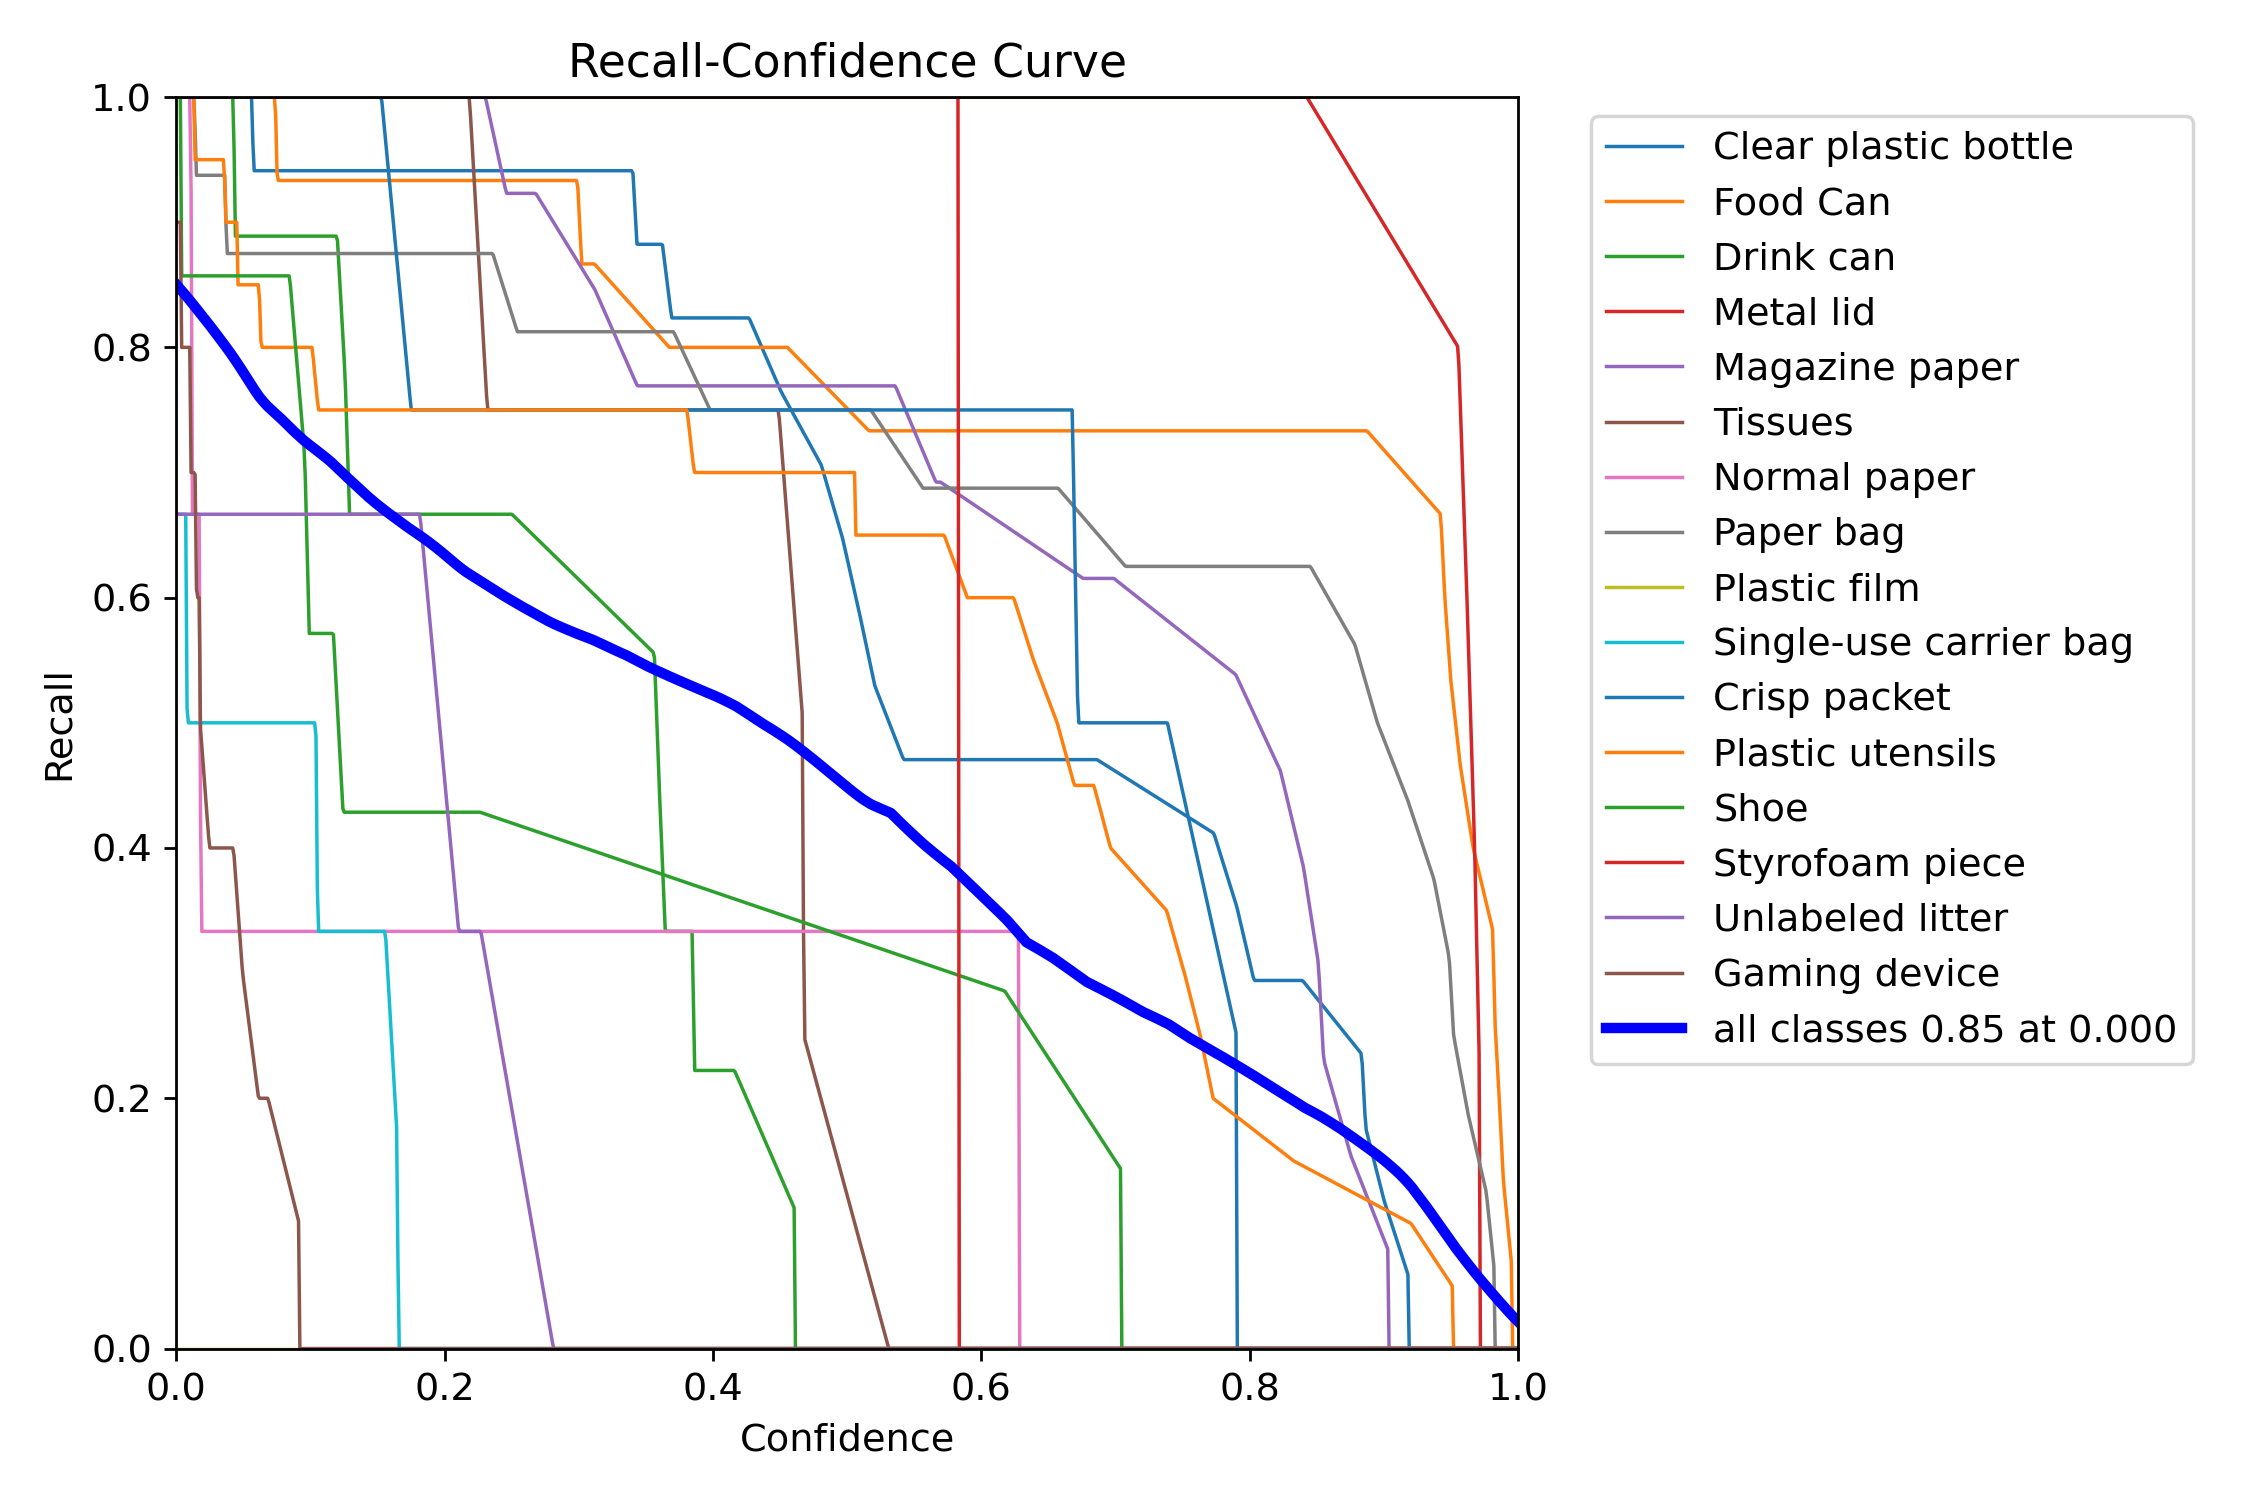 Recall-Confidence Curve
1.0
0.8
0.6
0.4
0.2
0.0
Recall
0.0 0.2 0.4 0.6 0.8 1.0
Confidence
Clear plastic bottle
Food Can
Drink can
Metal lid
Magazine paper
Tissues
Normal paper
Paper bag
Plastic film
Single-use carrier bag
Crisp packet
Plastic utensils
Shoe
Styrofoam piece
Unlabeled litter
Gaming device
all classes 0.85 at 0.000